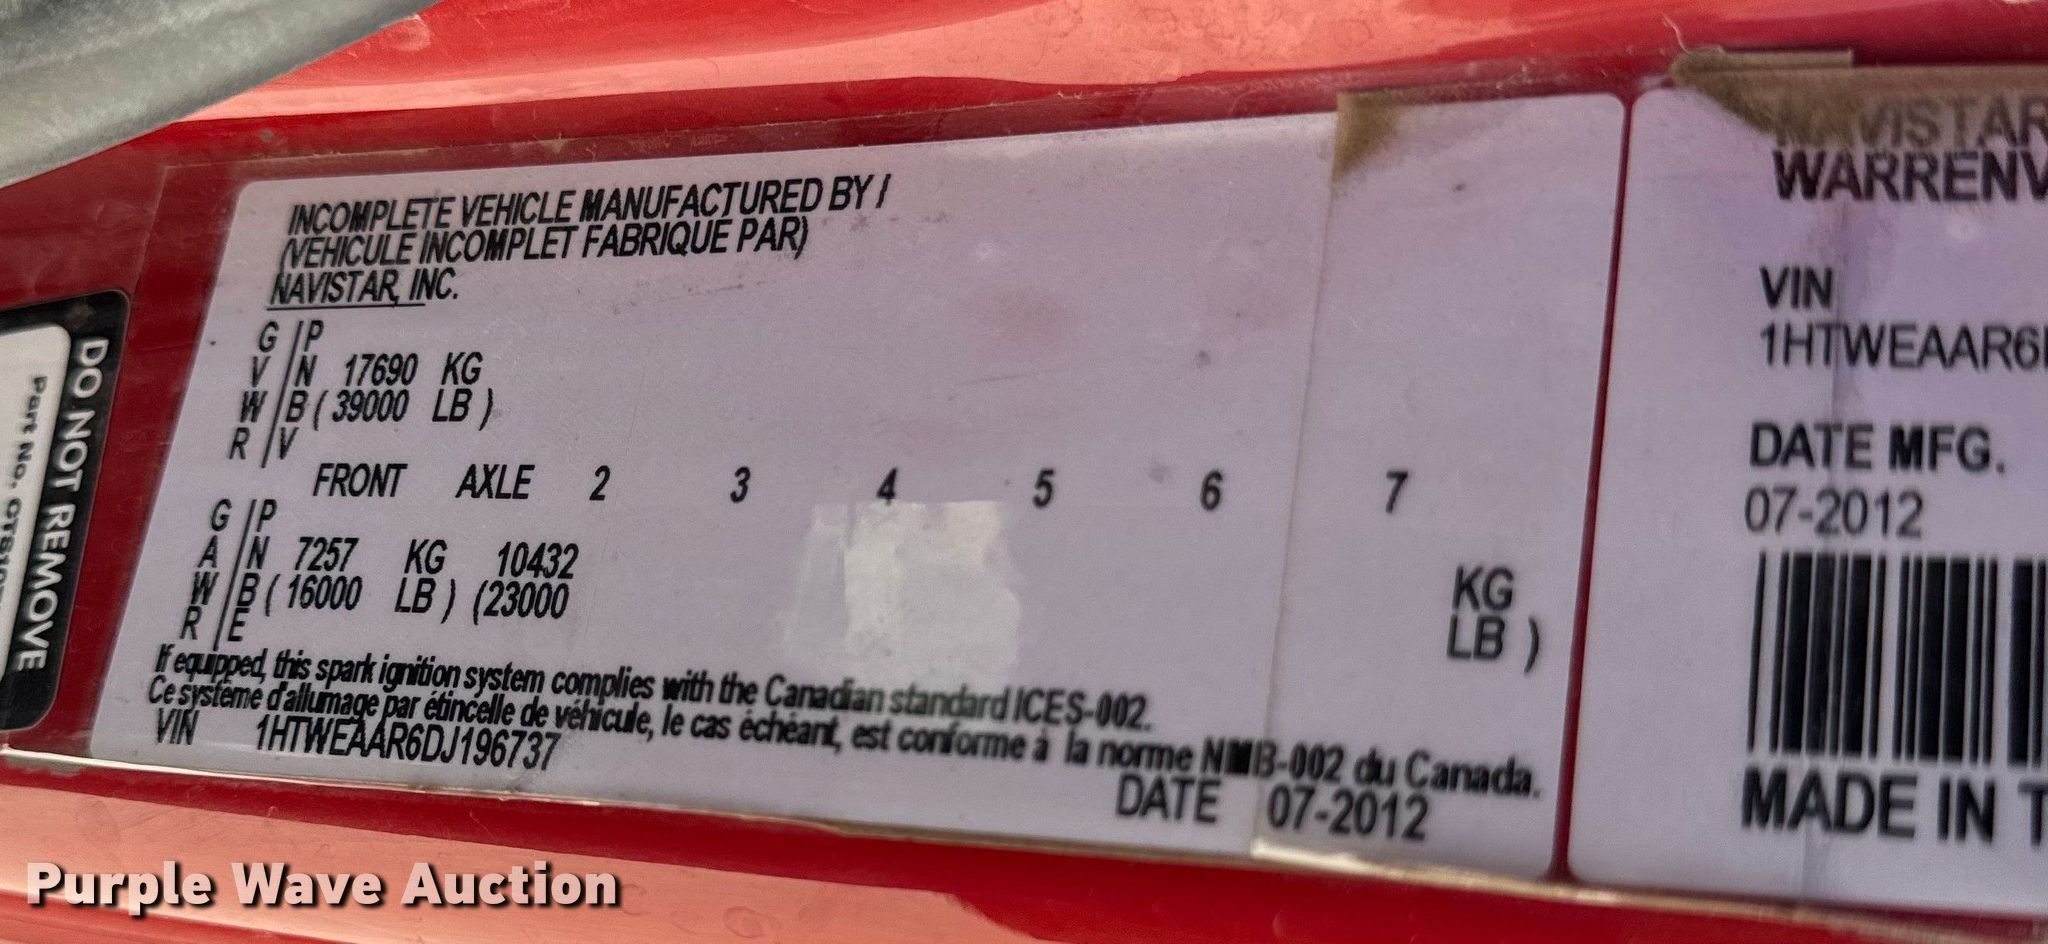 INCOMPLETE VEHICLE MANUFACTURED BY /
(VEHICULE INCOMPLET FABRIQUE PAR)
NAVISTAR, INC.
G / P
V / N 17690 KG
W / B ( 39000 LB )
R / V
FRONT AXLE 2 3 4 5 6 7
G / P
A / N 7257 KG 10432 KG
W / B ( 16000 LB ) (23000 LB )
R / E
If equipped, this spark ignition system complies with the Canadian standard ICES-002.
Ce système d'allumage par étincelle de véhicule, le cas échéant, est conforme à la norme NMB-002 du Canada.
VIN 1HTWEAAR6DJ196737
DATE 07-2012
NAVISTAR
WARRENV
VIN
1HTWEAAR6
DATE MFG.
07-2012
MADE IN T
DO NOT REMOVE
Part No.
Purple Wave Auction